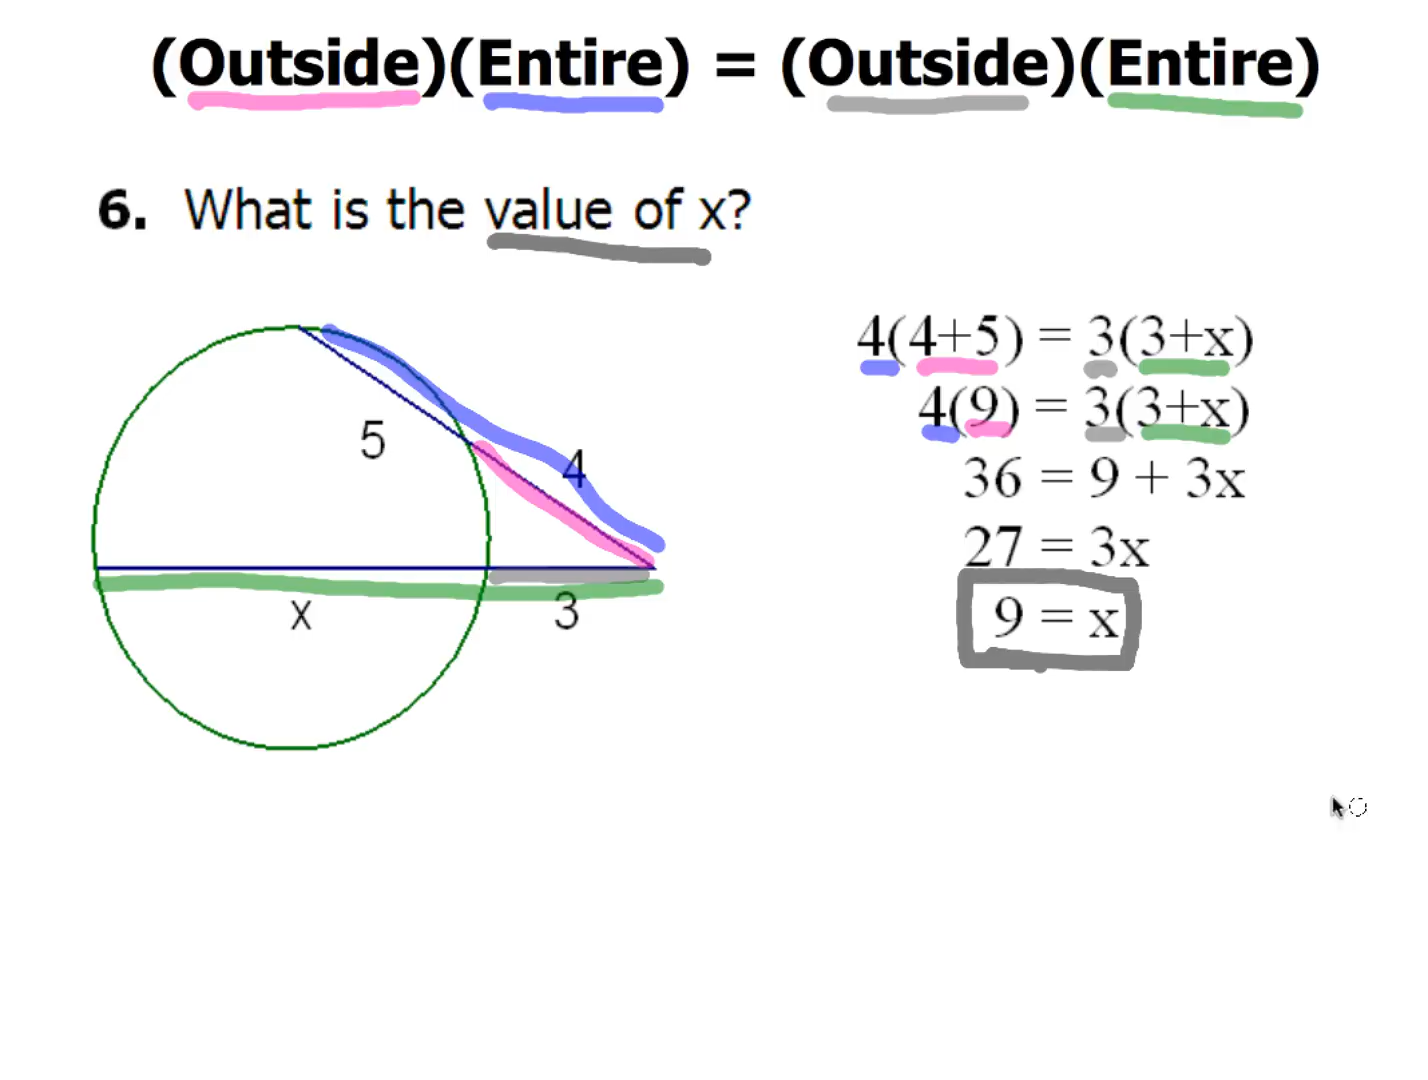 (Outside)(Entire) = (Outside)(Entire)
6. What is the value of x?
4(4+5) = 3(3+x)
4(9) = 3(3+x)
36 = 9 + 3x
27 = 3x
9 = x
5
4
x
3